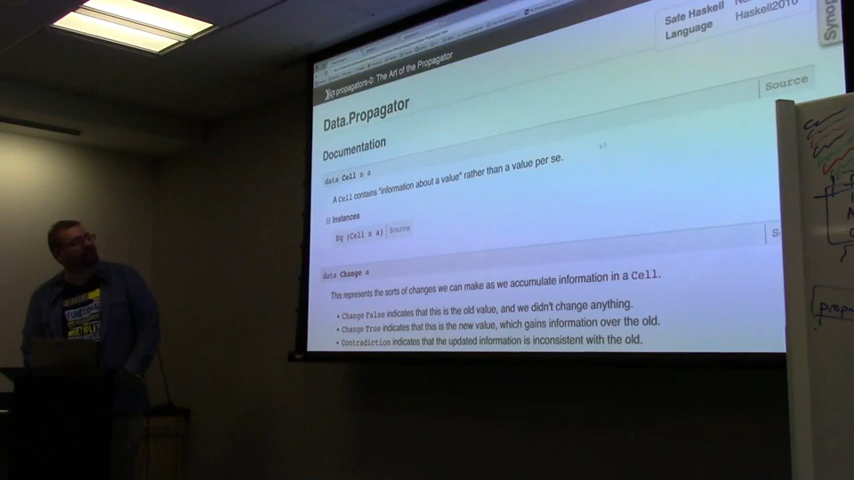 propagators-0: The Art of the Propagator
Safe Haskell
Language Haskell2010
Data.Propagator
Source
Documentation
data Cell s a
A Cell contains "information about a value" rather than a value per se.
Instances
Eq (Cell s a) Source
data Change a
This represents the sorts of changes we can make as we accumulate information in a Cell.
• Change False indicates that this is the old value, and we didn't change anything.
• Change True indicates that this is the new value, which gains information over the old.
• Contradiction indicates that the updated information is inconsistent with the old.